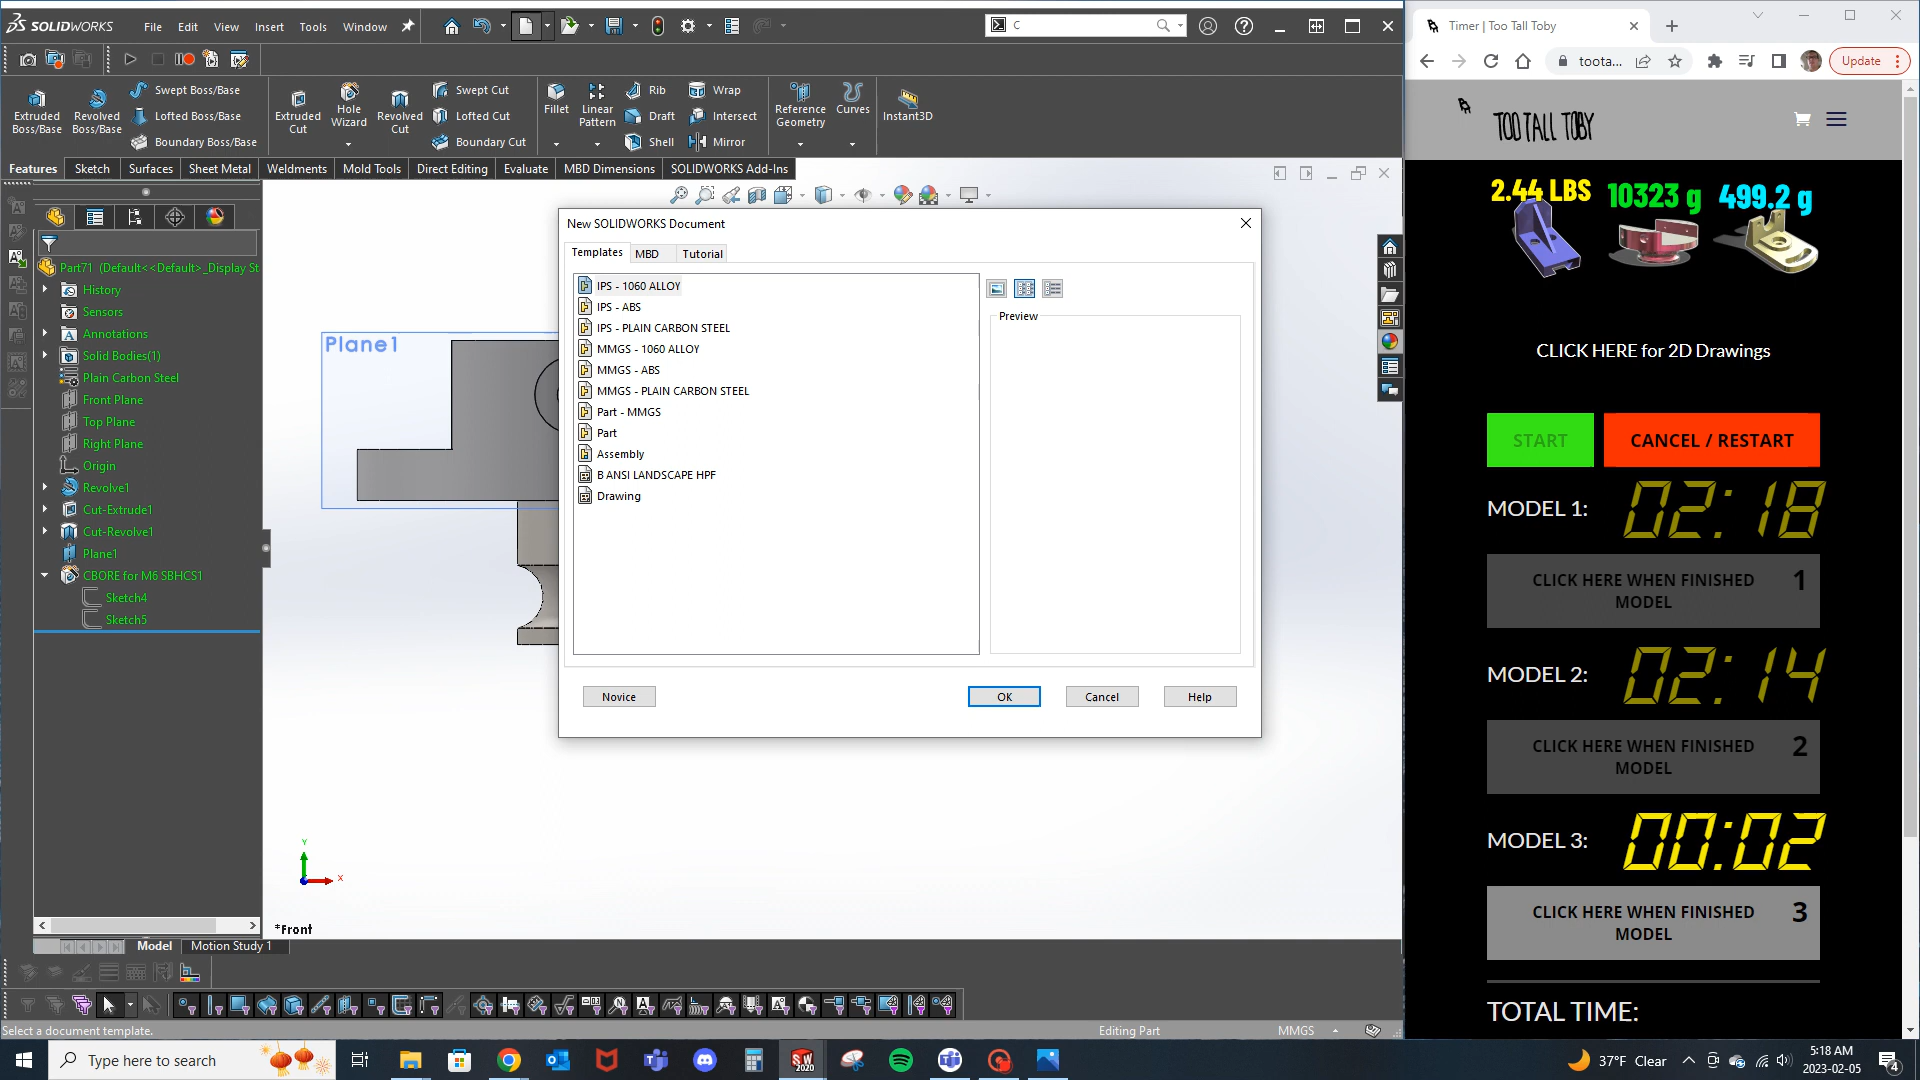 SOLIDWORKS
File Edit View Insert Tools Window
C
Extruded Boss/Base
Revolved Boss/Base
Swept Boss/Base
Lofted Boss/Base
Boundary Boss/Base
Extruded Cut
Hole Wizard
Revolved Cut
Swept Cut
Lofted Cut
Boundary Cut
Fillet
Linear Pattern
Rib
Draft
Shell
Wrap
Intersect
Mirror
Reference Geometry
Curves
Instant3D
Features Sketch Surfaces Sheet Metal Weldments Mold Tools Direct Editing Evaluate MBD Dimensions SOLIDWORKS Add-Ins
Part71 (Default<<Default>_Display St
History
Sensors
Annotations
Solid Bodies(1)
Plain Carbon Steel
Front Plane
Top Plane
Right Plane
Origin
Revolve1
Cut-Extrude1
Cut-Revolve1
Plane1
CBORE for M6 SBHCS1
Sketch4
Sketch5
Plane1
Y
X
*Front
Model Motion Study 1
Select a document template.
Editing Part
MMGS
New SOLIDWORKS Document
Templates MBD Tutorial
IPS - 1060 ALLOY
IPS - ABS
IPS - PLAIN CARBON STEEL
MMGS - 1060 ALLOY
MMGS - ABS
MMGS - PLAIN CARBON STEEL
Part - MMGS
Part
Assembly
B ANSI LANDSCAPE HPF
Drawing
Preview
Novice
OK
Cancel
Help
Timer | Too Tall Toby
toota...
Update
TOO TALL TOBY
2.44 LBS 10323 g 499.2 g
CLICK HERE for 2D Drawings
START
CANCEL / RESTART
MODEL 1: 02:18
CLICK HERE WHEN FINISHED MODEL 1
MODEL 2: 02:14
CLICK HERE WHEN FINISHED MODEL 2
MODEL 3: 00:02
CLICK HERE WHEN FINISHED MODEL 3
TOTAL TIME:
Type here to search
SW 2020
37°F Clear
5:18 AM
2023-02-05
4